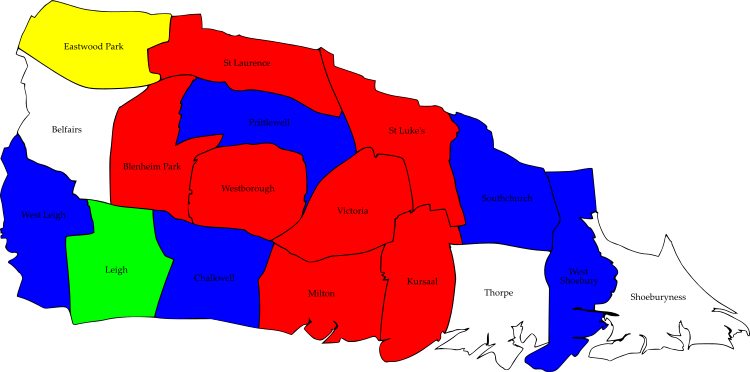 Eastwood Park
St Laurence
Belfairs
Prittlewell
St Luke's
Blenheim Park
Westborough
Southchurch
West Leigh
Victoria
Leigh
Chalkwell
Milton
Kursaal
Thorpe
West
Shoebury
Shoeburyness